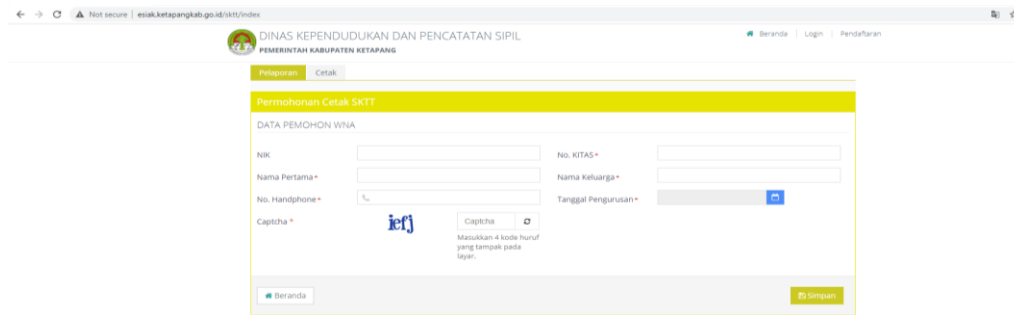 Not secure | esiak.ketapangkab.go.id/sktt/index
DINAS KEPENDUDUKAN DAN PENCATATAN SIPIL
PEMERINTAH KABUPATEN KETAPANG
Beranda | Login | Pendaftaran
Pelaporan Cetak
Permohonan Cetak SKTT
DATA PEMOHON WNA
NIK
No. KITAS *
Nama Pertama *
Nama Keluarga *
No. Handphone *
Tanggal Pengurusan *
Captcha *
iefj
Captcha
Masukkan 4 kode huruf
yang tampak pada
layar.
Beranda
Simpan